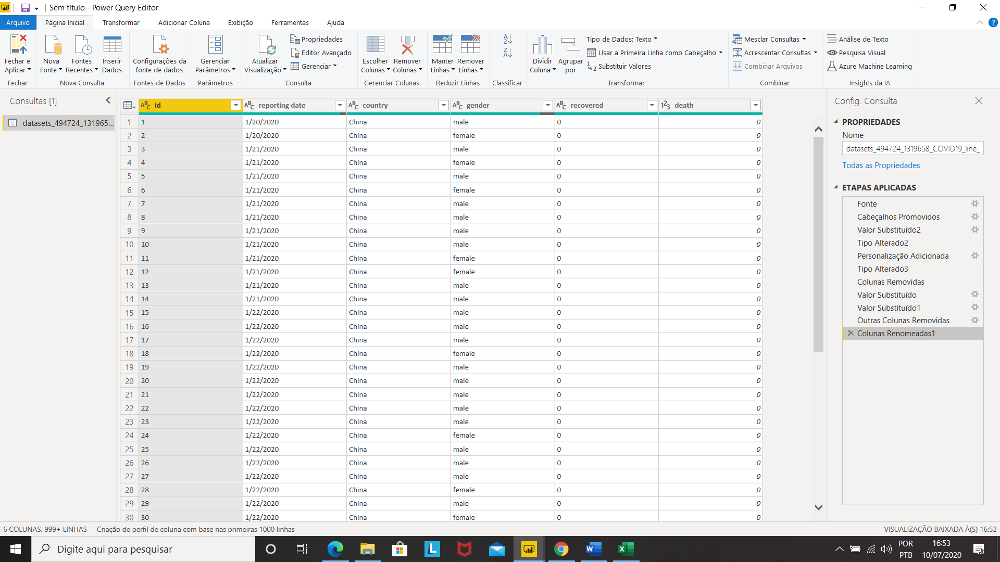 Sem título - Power Query Editor
Arquivo Página Inicial Transformar Adicionar Coluna Exibição Ferramentas Ajuda
Fechar e Aplicar
Fechar
Nova Fonte
Fontes Recentes
Inserir Dados
Nova Consulta
Configurações da fonte de dados
Fontes de Dados
Gerenciar Parâmetros
Parâmetros
Atualizar Visualização
Propriedades
Editor Avançado
Gerenciar
Consulta
Escolher Colunas
Remover Colunas
Gerenciar Colunas
Manter Linhas
Remover Linhas
Reduzir Linhas
Classificar
Dividir Coluna
Agrupar por
Tipo de Dados: Texto
Usar a Primeira Linha como Cabeçalho
Substituir Valores
Transformar
Mesclar Consultas
Acrescentar Consultas
Combinar Arquivos
Combinar
Análise de Texto
Pesquisa Visual
Azure Machine Learning
Insights da IA
Consultas [1]
datasets_494724_131965...
id reporting date country gender recovered death
1 1 1/20/2020 China male 0 0
2 2 1/20/2020 China female 0 0
3 3 1/21/2020 China male 0 0
4 4 1/21/2020 China female 0 0
5 5 1/21/2020 China male 0 0
6 6 1/21/2020 China female 0 0
7 7 1/21/2020 China male 0 0
8 8 1/21/2020 China male 0 0
9 9 1/21/2020 China male 0 0
10 10 1/21/2020 China male 0 0
11 11 1/21/2020 China female 0 0
12 12 1/21/2020 China female 0 0
13 13 1/21/2020 China male 0 0
14 14 1/21/2020 China male 0 0
15 15 1/22/2020 China male 0 0
16 16 1/22/2020 China male 0 0
17 17 1/22/2020 China male 0 0
18 18 1/22/2020 China female 0 0
19 19 1/22/2020 China male 0 0
20 20 1/22/2020 China male 0 0
21 21 1/22/2020 China male 0 0
22 22 1/22/2020 China male 0 0
23 23 1/22/2020 China male 0 0
24 24 1/22/2020 China female 0 0
25 25 1/22/2020 China male 0 0
26 26 1/22/2020 China male 0 0
27 27 1/22/2020 China male 0 0
28 28 1/22/2020 China female 0 0
29 29 1/22/2020 China male 0 0
30 30 1/22/2020 China female 0 0
Config. Consulta
PROPRIEDADES
Nome
datasets_494724_1319658_COVID19_line_
Todas as Propriedades
ETAPAS APLICADAS
Fonte
Cabeçalhos Promovidos
Valor Substituído2
Tipo Alterado2
Personalização Adicionada
Tipo Alterado3
Colunas Removidas
Valor Substituído
Valor Substituído1
Outras Colunas Removidas
Colunas Renomeadas1
6 COLUNAS, 999+ LINHAS Criação de perfil de coluna com base nas primeiras 1000 linhas
VISUALIZAÇÃO BAIXADA À(S) 16:52
Digite aqui para pesquisar
POR
PTB
16:53
10/07/2020